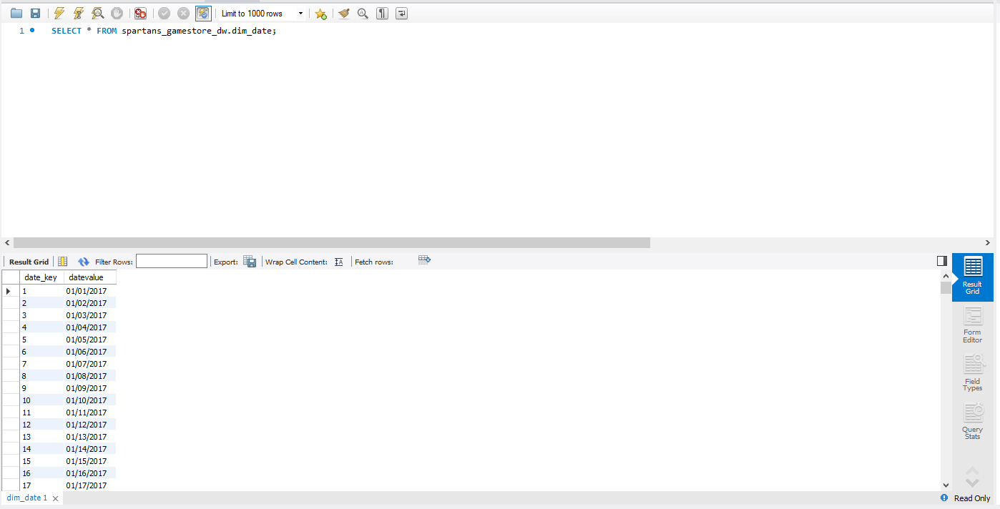 Limit to 1000 rows
1 SELECT * FROM spartans_gamestore_dw.dim_date;
Result Grid Filter Rows: Export: Wrap Cell Content: Fetch rows:
date_key datevalue
1 01/01/2017
2 01/02/2017
3 01/03/2017
4 01/04/2017
5 01/05/2017
6 01/06/2017
7 01/07/2017
8 01/08/2017
9 01/09/2017
10 01/10/2017
11 01/11/2017
12 01/12/2017
13 01/13/2017
14 01/14/2017
15 01/15/2017
16 01/16/2017
17 01/17/2017
Result
Grid
Form
Editor
Field
Types
Query
Stats
dim_date 1
Read Only